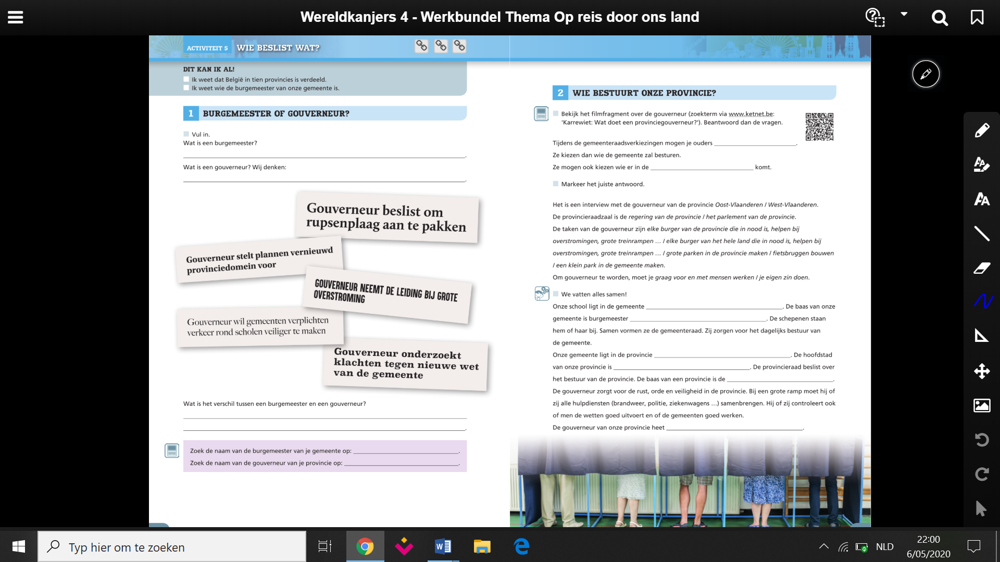 Wereldkanjers 4 - Werkbundel Thema Op reis door ons land
ACTIVITEIT 5 WIE BESLIST WAT?
DIT KAN IK AL!
Ik weet dat België in tien provincies is verdeeld.
Ik weet wie de burgemeester van onze gemeente is.
1 BURGEMEESTER OF GOUVERNEUR?
Vul in.
Wat is een burgemeester?
.
Wat is een gouverneur? Wij denken:
.
Gouverneur beslist om
rupsenplaag aan te pakken
Gouverneur stelt plannen vernieuwd
provinciedomein voor
GOUVERNEUR NEEMT DE LEIDING BIJ GROTE
OVERSTROMING
Gouverneur wil gemeenten verplichten
verkeer rond scholen veiliger te maken
Gouverneur onderzoekt
klachten tegen nieuwe wet
van de gemeente
Wat is het verschil tussen een burgemeester en een gouverneur?
.
Zoek de naam van de burgemeester van je gemeente op: ____________.
Zoek de naam van de gouverneur van je provincie op: ____________.
2 WIE BESTUURT ONZE PROVINCIE?
Bekijk het filmfragment over de gouverneur (zoekterm via www.ketnet.be:
'Karrewiet: Wat doet een provinciegouverneur?'). Beantwoord dan de vragen.
Tijdens de gemeenteraadsverkiezingen mogen je ouders ____________.
Ze kiezen dan wie de gemeente zal besturen.
Ze mogen ook kiezen wie er in de ____________ komt.
Markeer het juiste antwoord.
Het is een interview met de gouverneur van de provincie Oost-Vlaanderen / West-Vlaanderen.
De provincieraadzaal is de regering van de provincie / het parlement van de provincie.
De taken van de gouverneur zijn elke burger van de provincie die in nood is, helpen bij
overstromingen, grote treinrampen ... / elke burger van het hele land die in nood is, helpen bij
overstromingen, grote treinrampen ... / grote parken in de provincie maken / fietsbruggen bouwen
/ een klein park in de gemeente maken.
Om gouverneur te worden, moet je graag voor en met mensen werken / je eigen zin doen.
We vatten alles samen!
Onze school ligt in de gemeente ____________. De baas van onze
gemeente is burgemeester ____________. De schepenen staan
hem of haar bij. Samen vormen ze de gemeenteraad. Zij zorgen voor het dagelijks bestuur van
de gemeente.
Onze gemeente ligt in de provincie ____________. De hoofdstad
van onze provincie is ____________. De provincieraad beslist over
het bestuur van de provincie. De baas van een provincie is de ____________.
De gouverneur zorgt voor de rust, orde en veiligheid in de provincie. Bij een grote ramp moet hij of
zij alle hulpdiensten (brandweer, politie, ziekenwagens ...) samenbrengen. Hij of zij controleert ook
of men de wetten goed uitvoert en of de gemeenten goed werken.
De gouverneur van onze provincie heet ____________.
Typ hier om te zoeken
NLD
22:00
6/05/2020